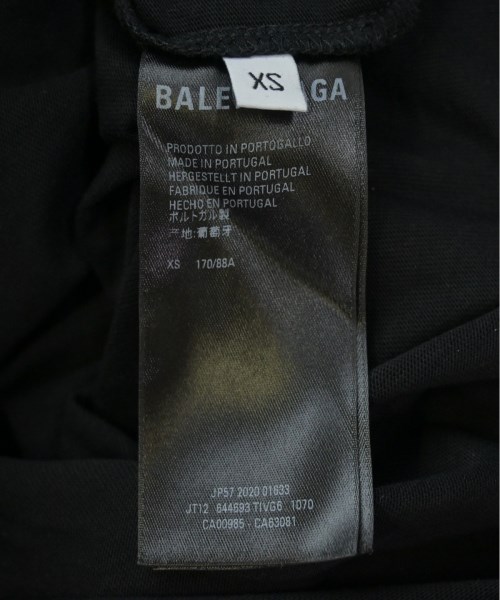 XS
BALE AGA
PRODOTTO IN PORTOGALLO
MADE IN PORTUGAL
HERGESTELLT IN PORTUGAL
FABRIQUE EN PORTUGAL
HECHO EN PORTUGAL
ポルトガル製
产地:葡萄牙
XS 170/88A
JP57 2020 01633
JT12 644693 TIVG6 1070
CA00985 - CA63081